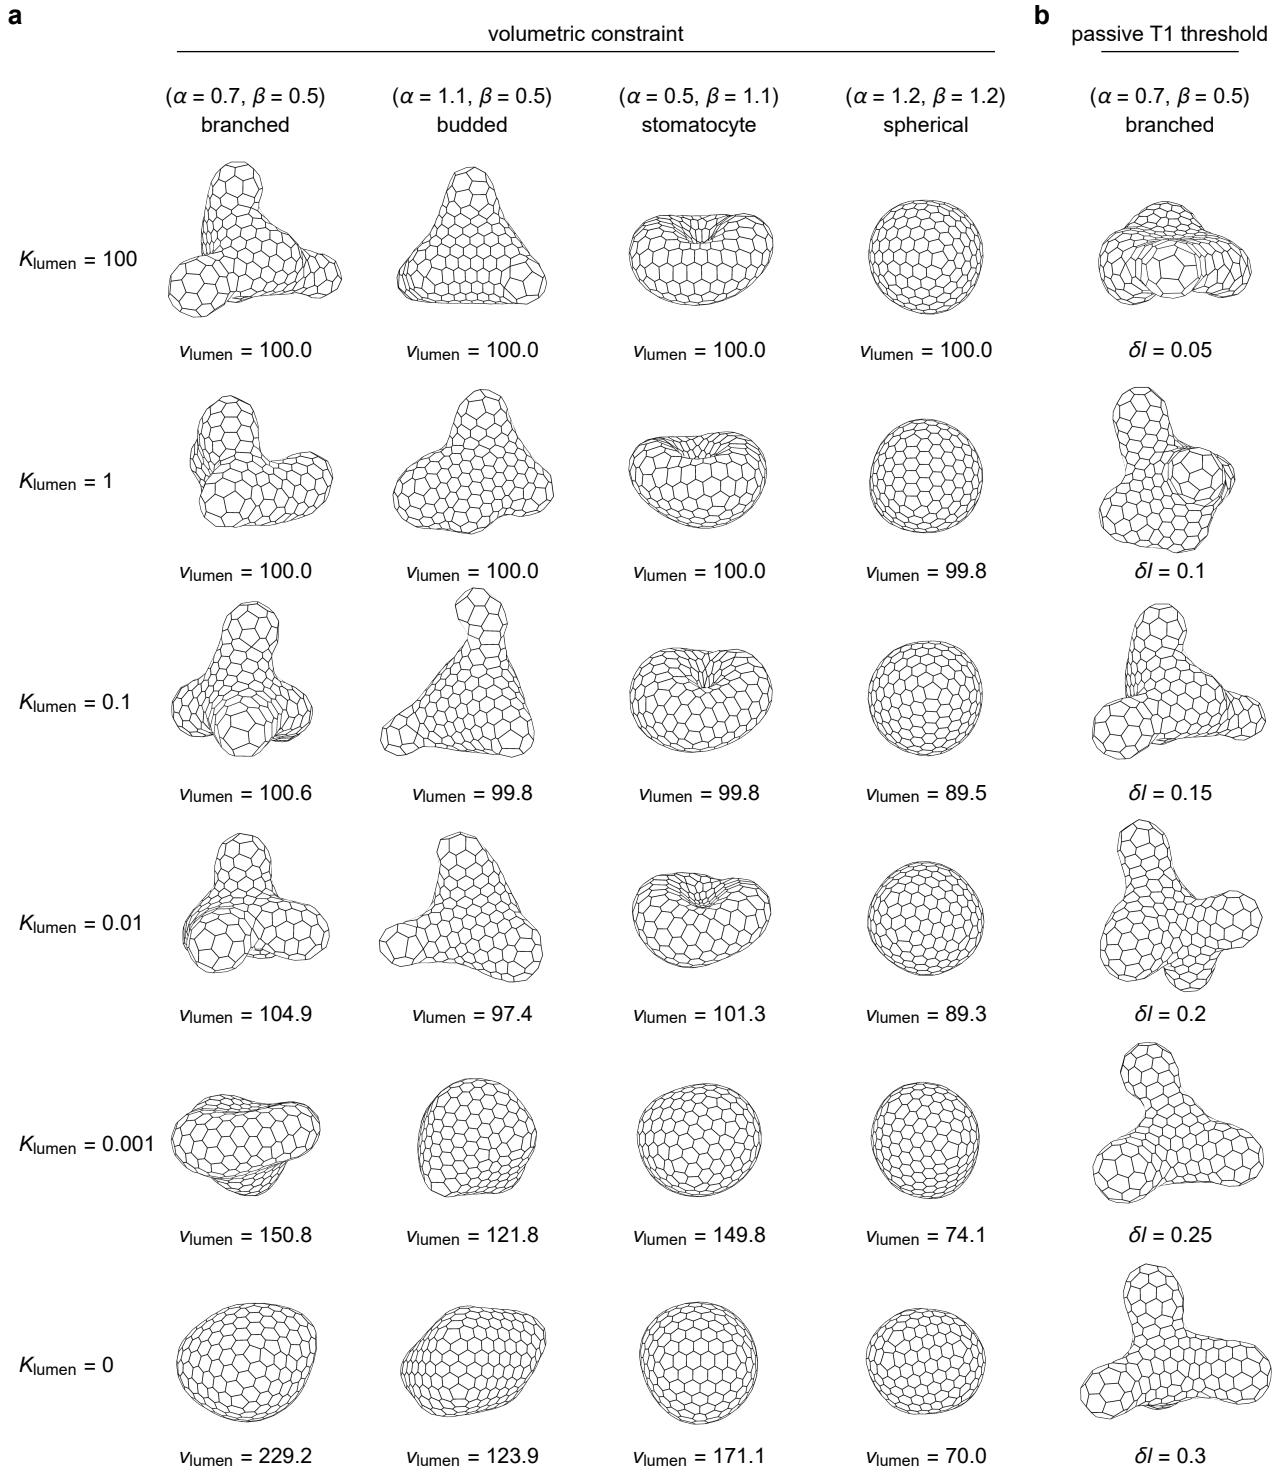 a
b
volumetric constraint
passive T1 threshold
(α = 0.7, β = 0.5)
branched
(α = 1.1, β = 0.5)
budded
(α = 0.5, β = 1.1)
stomatocyte
(α = 1.2, β = 1.2)
spherical
(α = 0.7, β = 0.5)
branched
Klumen = 100
vlumen = 100.0
vlumen = 100.0
vlumen = 100.0
vlumen = 100.0
δl = 0.05
Klumen = 1
vlumen = 100.0
vlumen = 100.0
vlumen = 100.0
vlumen = 99.8
δl = 0.1
Klumen = 0.1
vlumen = 100.6
vlumen = 99.8
vlumen = 99.8
vlumen = 89.5
δl = 0.15
Klumen = 0.01
vlumen = 104.9
vlumen = 97.4
vlumen = 101.3
vlumen = 89.3
δl = 0.2
Klumen = 0.001
vlumen = 150.8
vlumen = 121.8
vlumen = 149.8
vlumen = 74.1
δl = 0.25
Klumen = 0
vlumen = 229.2
vlumen = 123.9
vlumen = 171.1
vlumen = 70.0
δl = 0.3